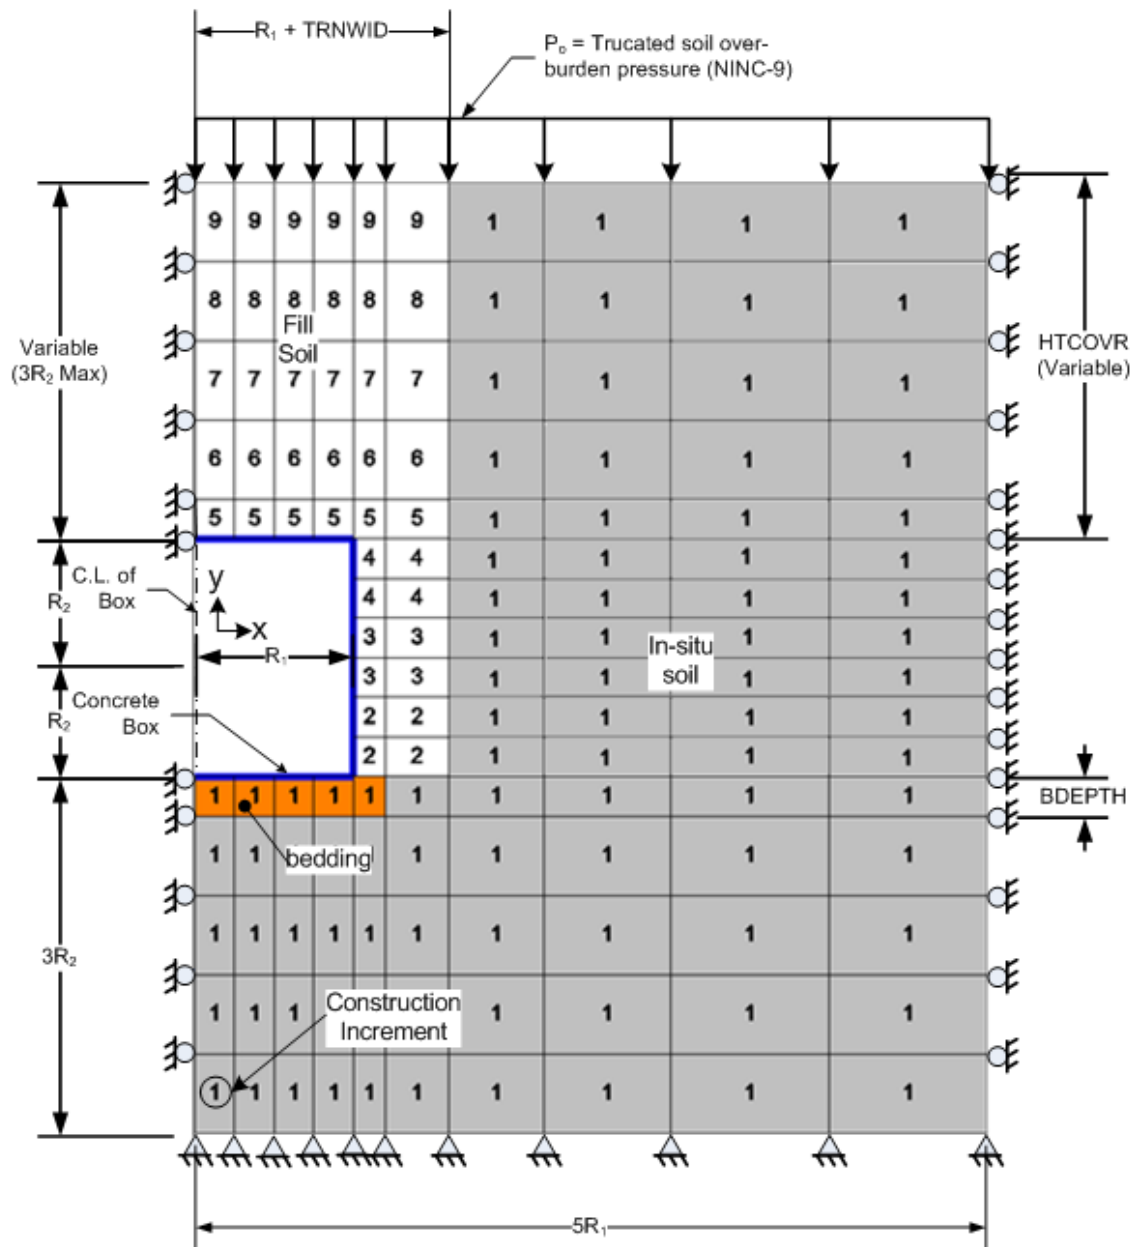 R₁ + TRNWID
Pₒ = Trucated soil over-
burden pressure (NINC-9)
9 9 9 9 9 9 1 1 1 1
8 8 8 8 8 8 1 1 1 1
Fill
Soil
Variable
(3R₂ Max)
HTCOVR
(Variable)
7 7 7 7 7 7 1 1 1 1
6 6 6 6 6 6 1 1 1 1
5 5 5 5 5 5 1 1 1 1
4 4 1 1 1 1
C.L. of
Box
y
R₂
4 4 1 1 1 1
x
3 3 1 1 1 1
In-situ
soil
R₁
3 3 1 1 1 1
Concrete
Box
R₂
2 2 1 1 1 1
2 2 1 1 1 1
1 1 1 1 1 1 1 1 1 1
BDEPTH
1 1 1 1 1 1 1
bedding
1 1 1 1 1 1 1 1 1 1
3R₂
1 1 1 1 1 1 1
Construction
Increment
1 1 1 1 1 1 1 1 1 1
5R₁